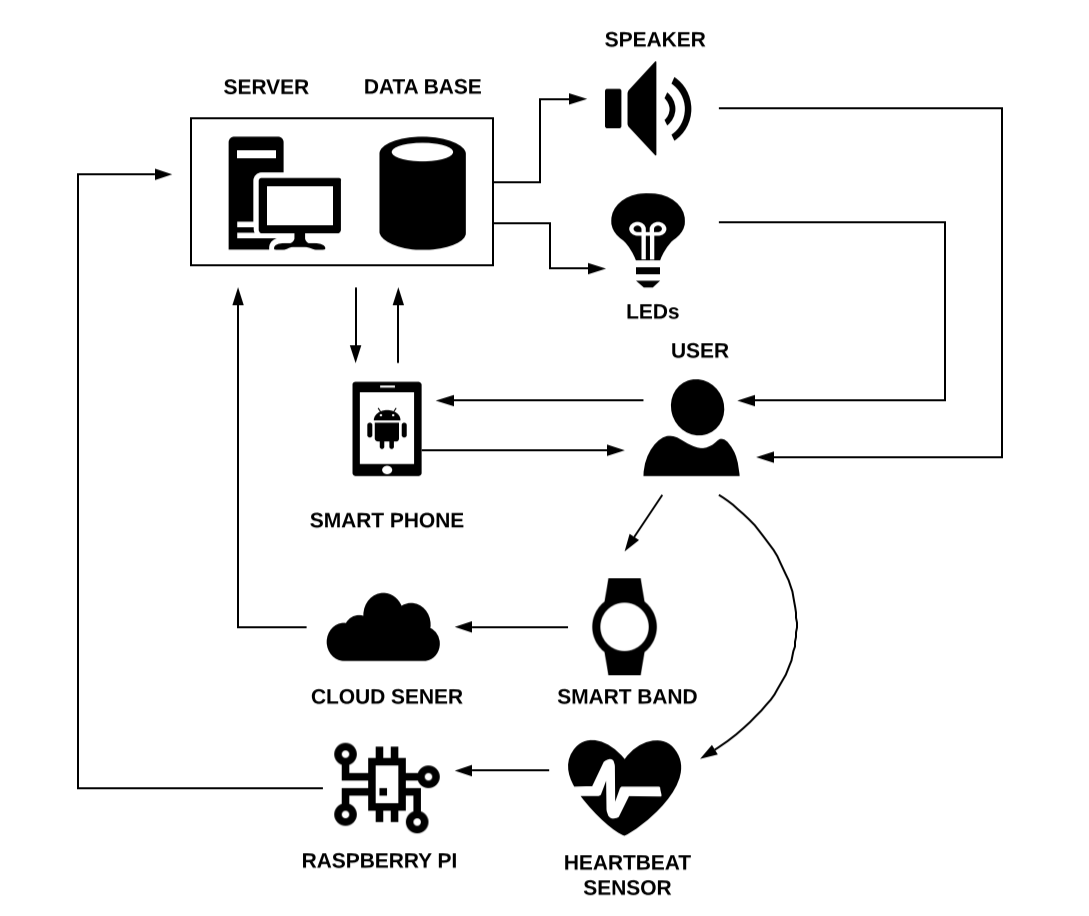 SPEAKER
SERVER
DATA BASE
LEDs
USER
SMART PHONE
CLOUD SENER
SMART BAND
RASPBERRY PI
HEARTBEAT
SENSOR